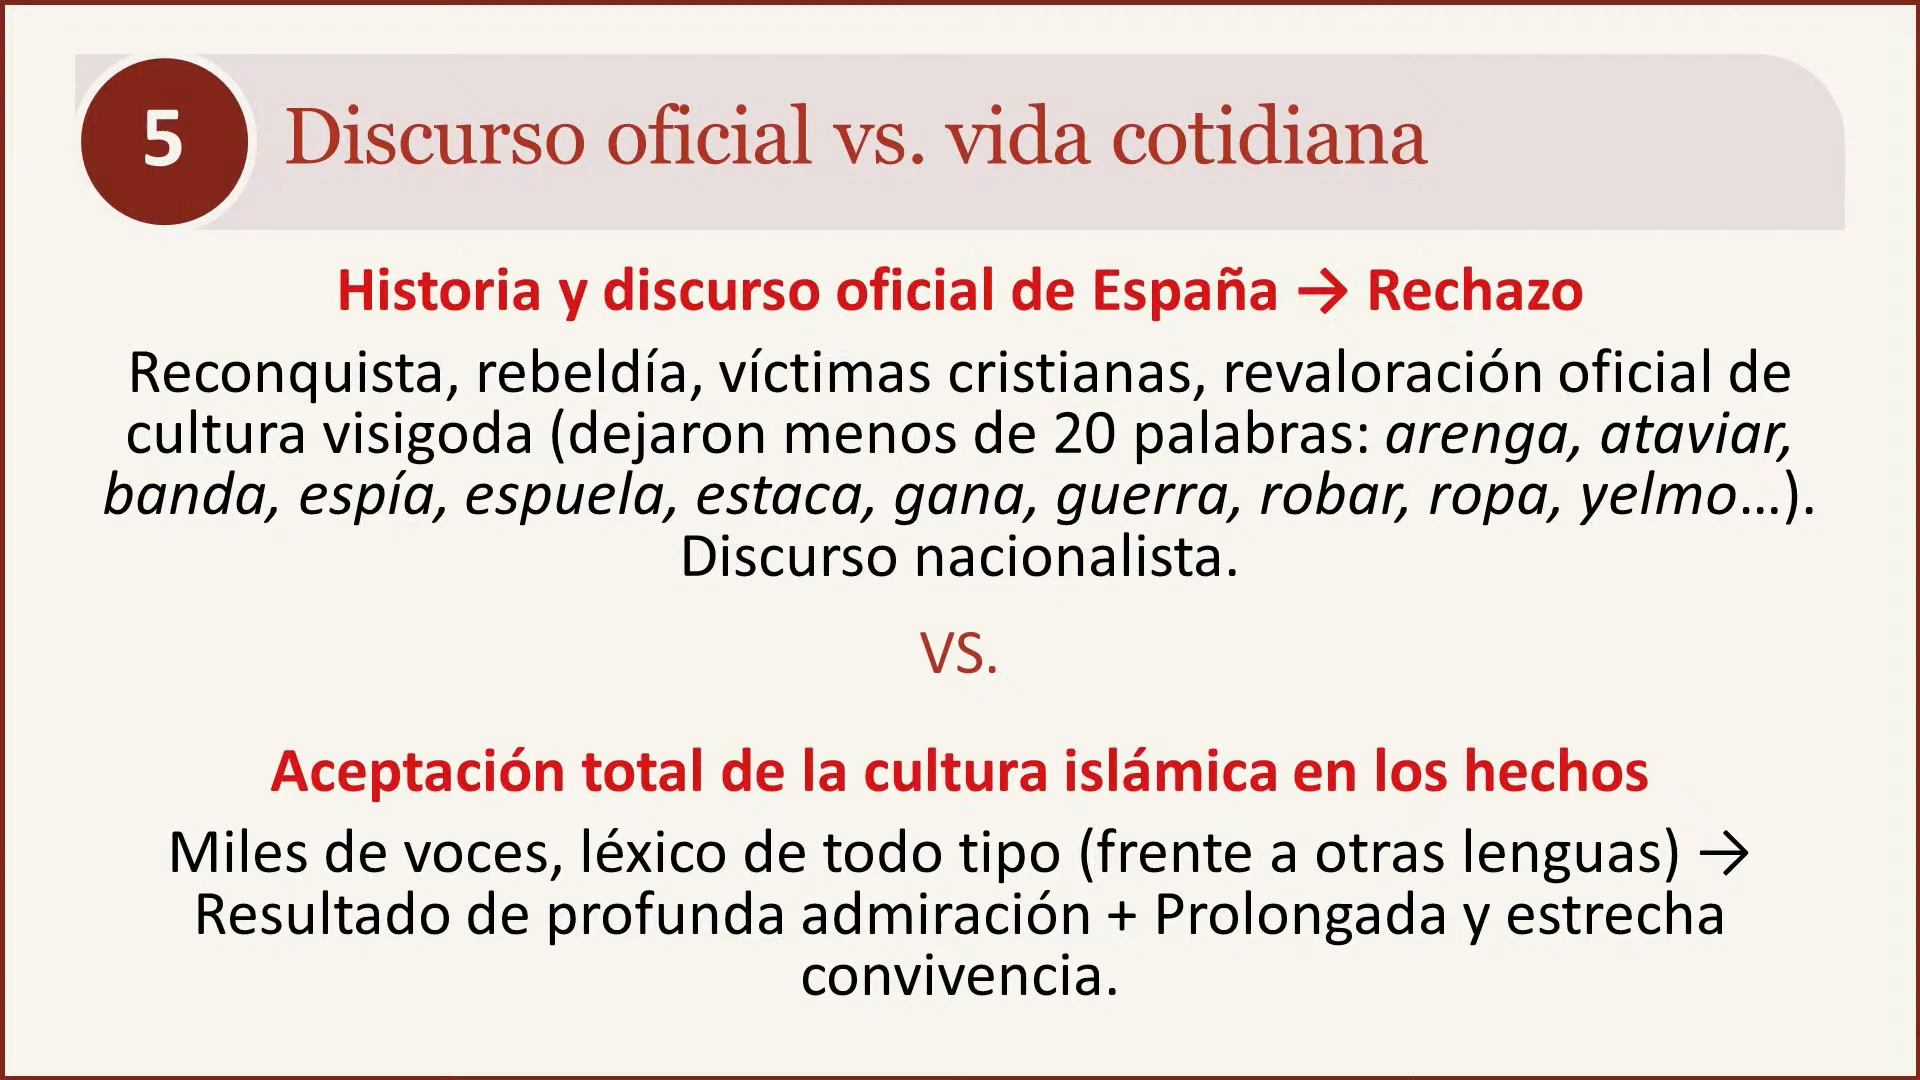 5
Discurso oficial vs. vida cotidiana
Historia y discurso oficial de España → Rechazo
Reconquista, rebeldía, víctimas cristianas, revaloración oficial de
cultura visigoda (dejaron menos de 20 palabras: arenga, ataviar,
banda, espía, espuela, estaca, gana, guerra, robar, ropa, yelmo…).
Discurso nacionalista.
VS.
Aceptación total de la cultura islámica en los hechos
Miles de voces, léxico de todo tipo (frente a otras lenguas) →
Resultado de profunda admiración + Prolongada y estrecha
convivencia.